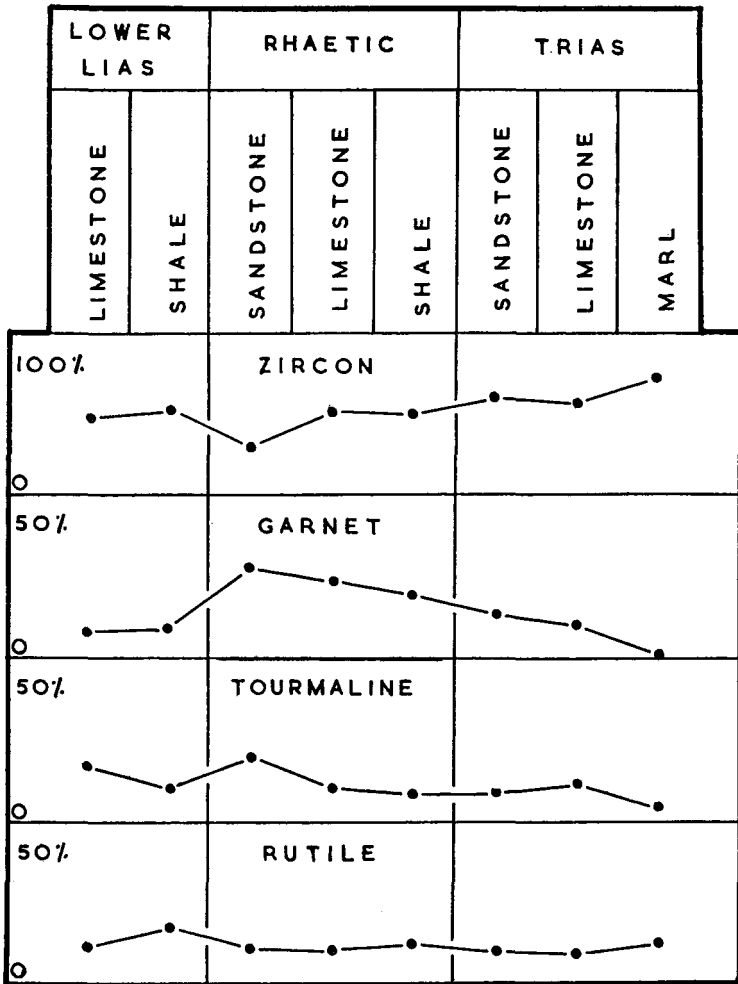 LOWER
LIAS
RHAETIC
TRIAS
LIMESTONE
SHALE
SANDSTONE
LIMESTONE
SHALE
SANDSTONE
LIMESTONE
MARL
100%
ZIRCON
0
50%
GARNET
0
50%
TOURMALINE
0
50%
RUTILE
0